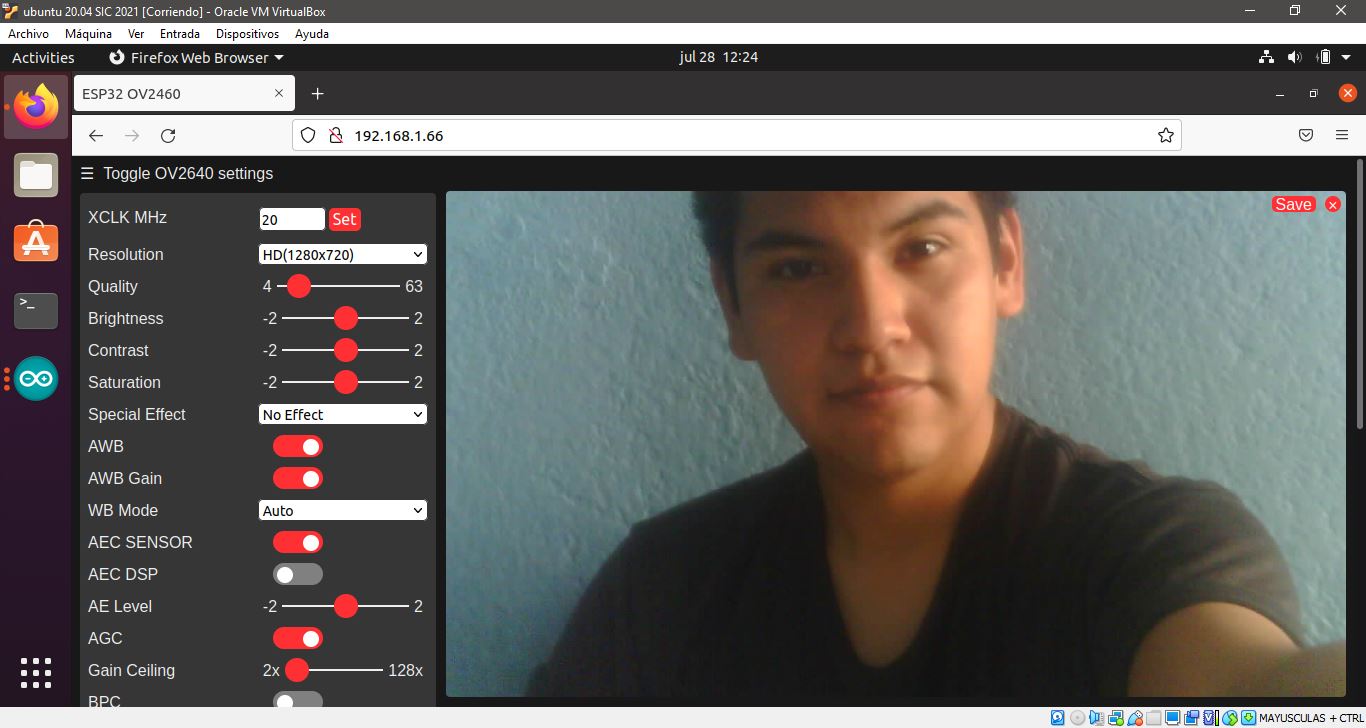 ubuntu 20.04 SIC 2021 [Corriendo] - Oracle VM VirtualBox
Archivo Máquina Ver Entrada Dispositivos Ayuda
Activities Firefox Web Browser jul 28 12:24
ESP32 OV2460
192.168.1.66
☰ Toggle OV2640 settings
XCLK MHz 20 Set
Save ×
Resolution HD(1280x720)
Quality 4 63
Brightness -2 2
Contrast -2 2
Saturation -2 2
Special Effect No Effect
AWB
AWB Gain
WB Mode Auto
AEC SENSOR
AEC DSP
AE Level -2 2
AGC
Gain Ceiling 2x 128x
BPC
MAYUSCULAS + CTRL